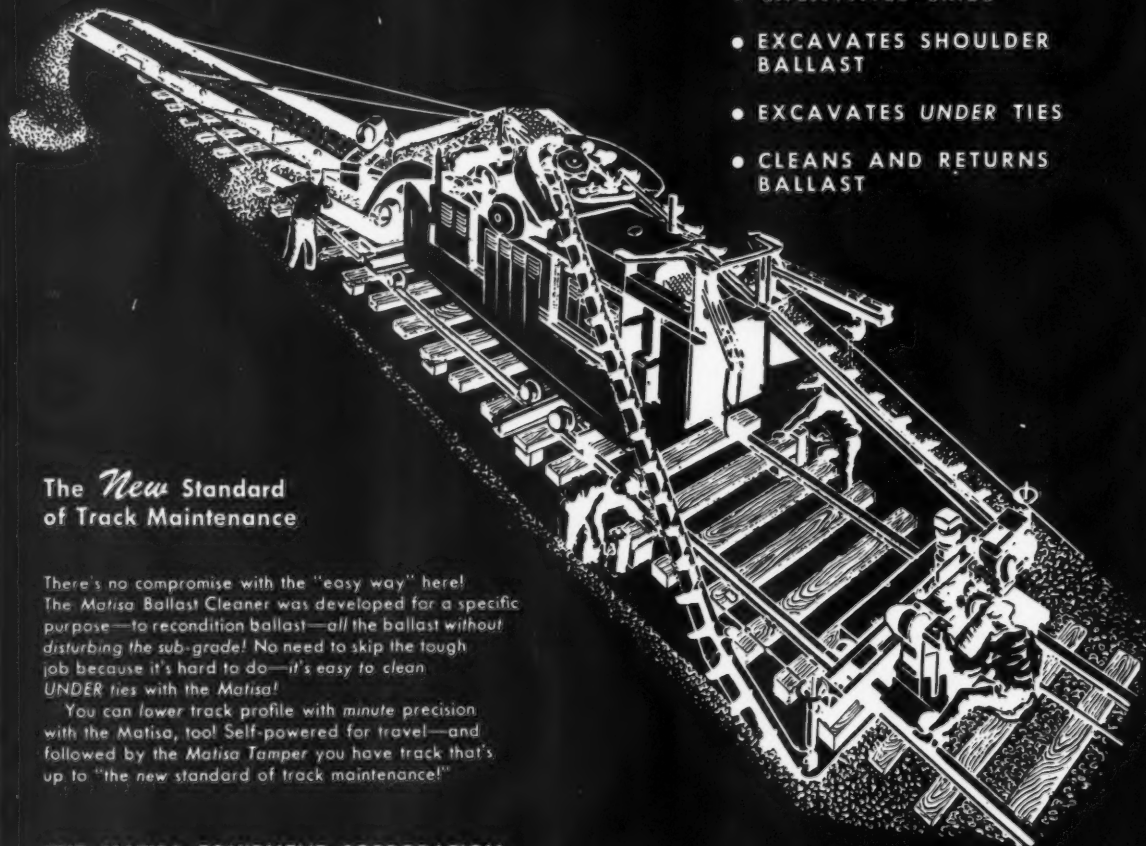 • EXCAVATES SHOULDER
BALLAST
• EXCAVATES UNDER TIES
• CLEANS AND RETURNS
BALLAST
The New Standard
of Track Maintenance
There's no compromise with the "easy way" here!
The Matisa Ballast Cleaner was developed for a specific
purpose—to recondition ballast—all the ballast without
disturbing the sub-grade! No need to skip the tough
job because it's hard to do—it's easy to clean
UNDER ties with the Matisa!
You can lower track profile with minute precision
with the Matisa, too! Self-powered for travel—and
followed by the Matisa Tamper you have track that's
up to "the new standard of track maintenance!"